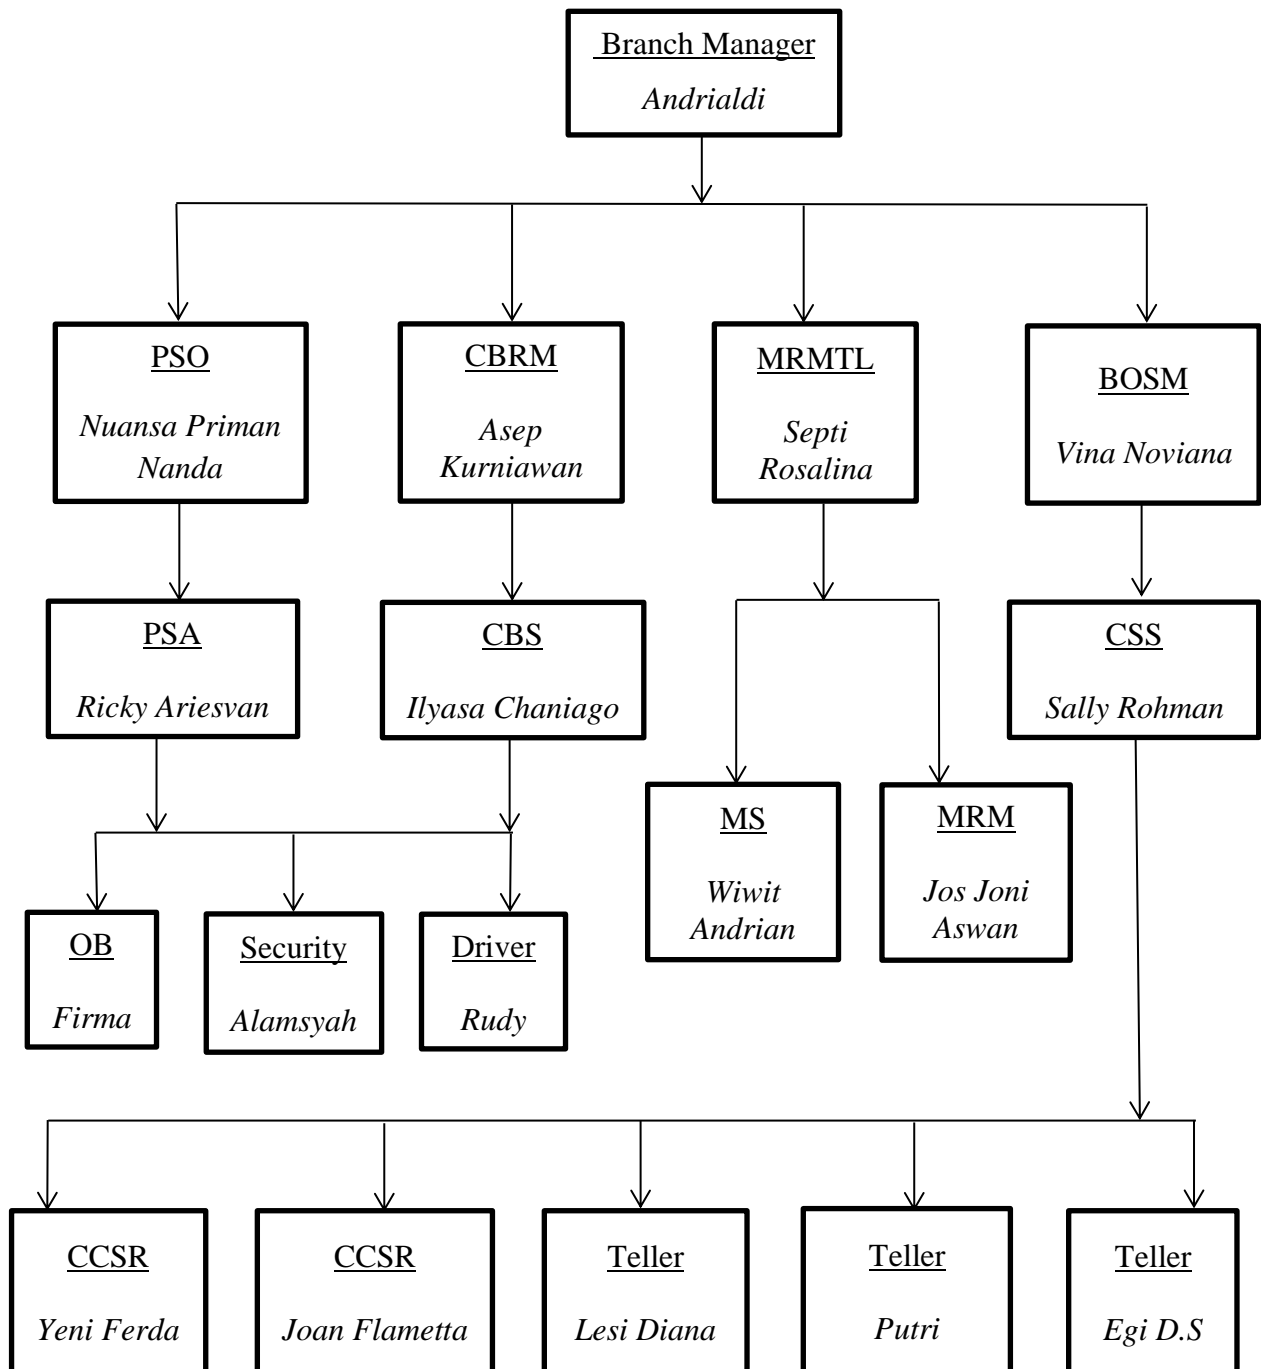 Branch Manager
Andrialdi
PSO
Nuansa Priman
Nanda
CBRM
Asep
Kurniawan
MRMTL
Septi
Rosalina
BOSM
Vina Noviana
PSA
Ricky Ariesvan
CBS
Ilyasa Chaniago
CSS
Sally Rohman
MS
Wiwit
Andrian
MRM
Jos Joni
Aswan
OB
Firma
Security
Alamsyah
Driver
Rudy
CCSR
Yeni Ferda
CCSR
Joan Flametta
Teller
Lesi Diana
Teller
Putri
Teller
Egi D.S